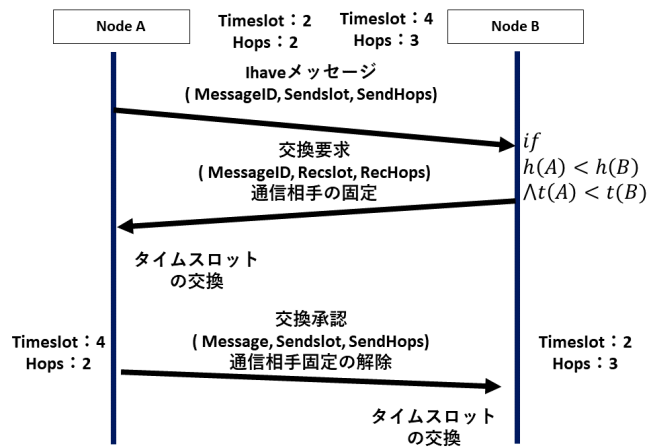 Node A
Timeslot：2
Hops：2
Timeslot：4
Hops：3
Node B
Ihaveメッセージ
( MessageID, Sendslot, SendHops)
if
h(A) < h(B)
∧t(A) < t(B)
交換要求
( MessageID, Recslot, RecHops)
通信相手の固定
タイムスロット
の交換
Timeslot：4
Hops：2
交換承認
( Message, Sendslot, SendHops)
通信相手固定の解除
Timeslot：2
Hops：3
タイムスロット
の交換